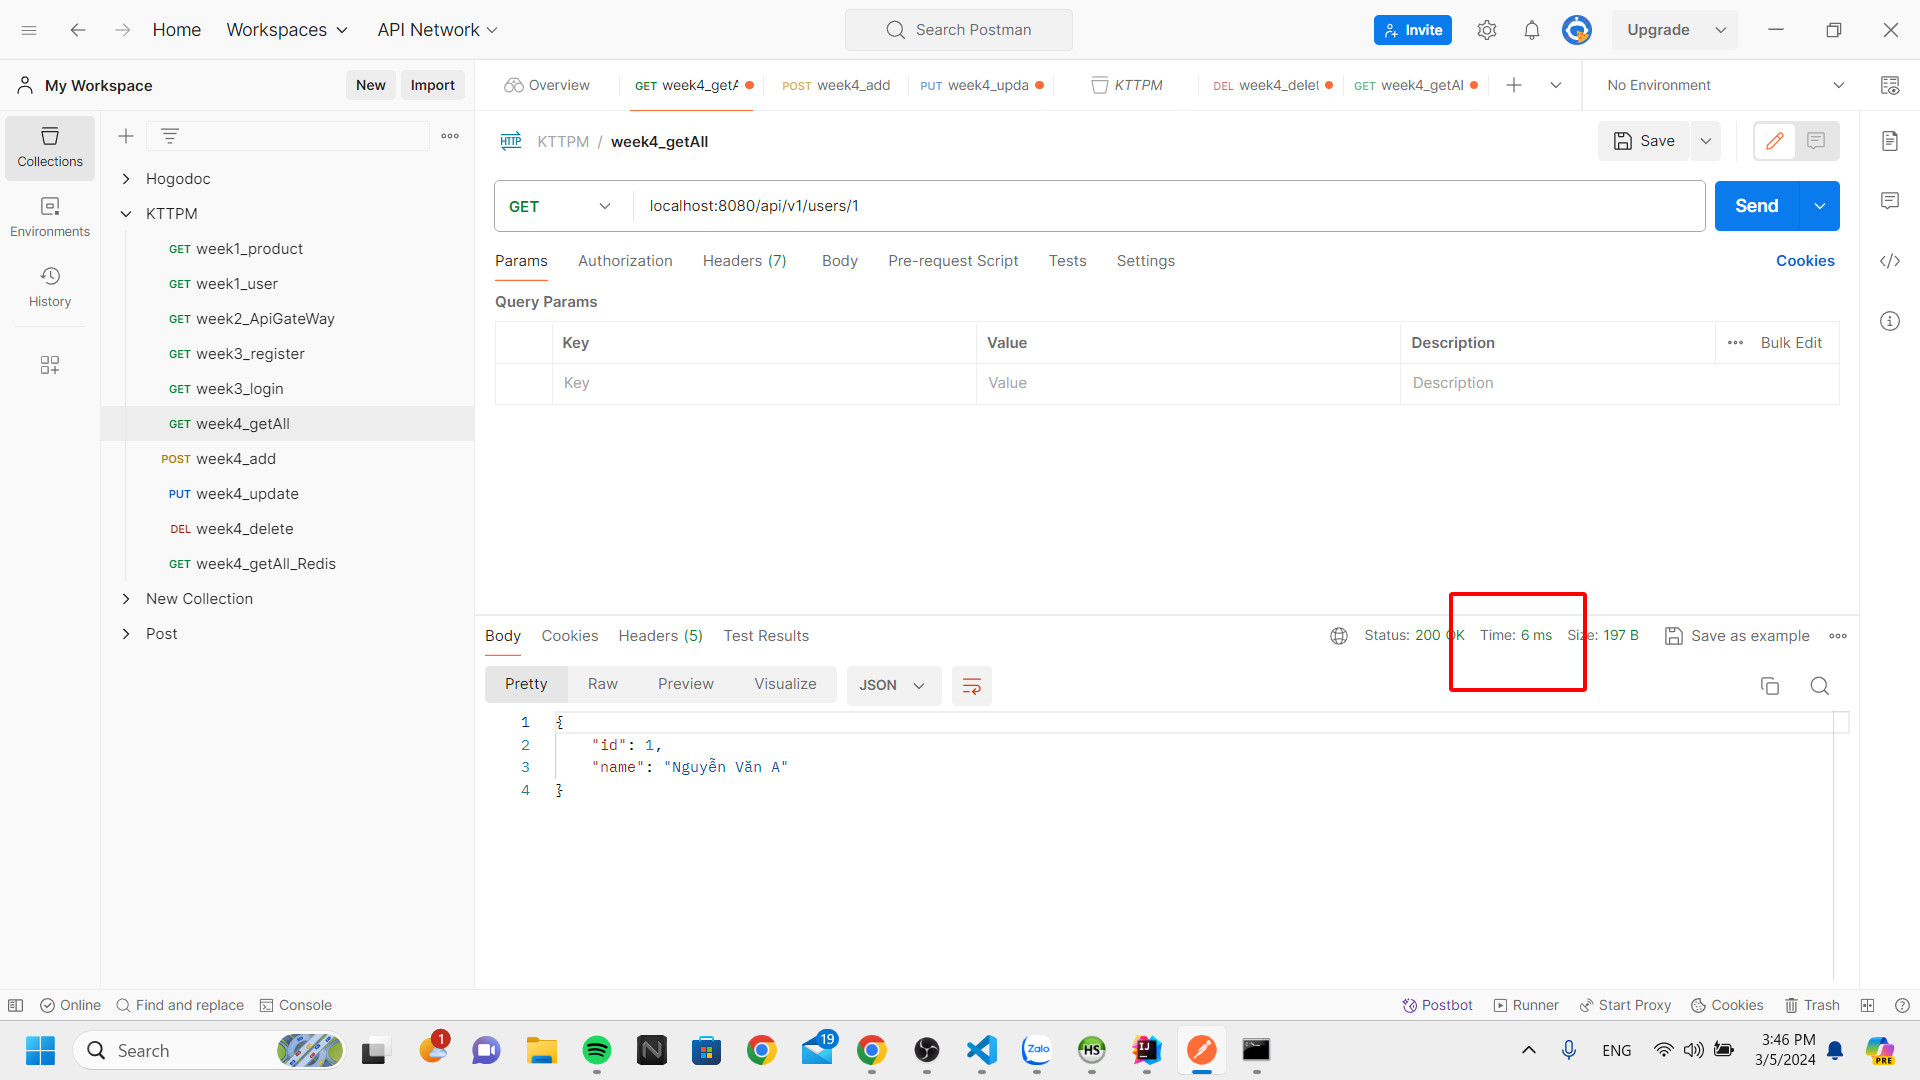 Home
Workspaces
API Network
Search Postman
Invite
Upgrade
My Workspace
New
Import
Overview
GET week4_getA
POST week4_add
PUT week4_upda
KTTPM
DEL week4_delet
GET week4_getAl
No Environment
Collections
Environments
History
Hogodoc
KTTPM
GET week1_product
GET week1_user
GET week2_ApiGateWay
GET week3_register
GET week3_login
GET week4_getAll
POST week4_add
PUT week4_update
DEL week4_delete
GET week4_getAll_Redis
New Collection
Post
HTTP KTTPM / week4_getAll
Save
GET localhost:8080/api/v1/users/1
Send
Params Authorization Headers (7) Body Pre-request Script Tests Settings
Cookies
Query Params
Key Value Description Bulk Edit
Key Value Description
Body Cookies Headers (5) Test Results
Status: 200 OK Time: 6 ms Size: 197 B Save as example
Pretty Raw Preview Visualize JSON
1 {
2 "id": 1,
3 "name": "Nguyễn Văn A"
4 }
Online Find and replace Console
Postbot Runner Start Proxy Cookies Trash
Search
1
19
Zalo
HS
IJ
ENG
3:46 PM
3/5/2024
PRE